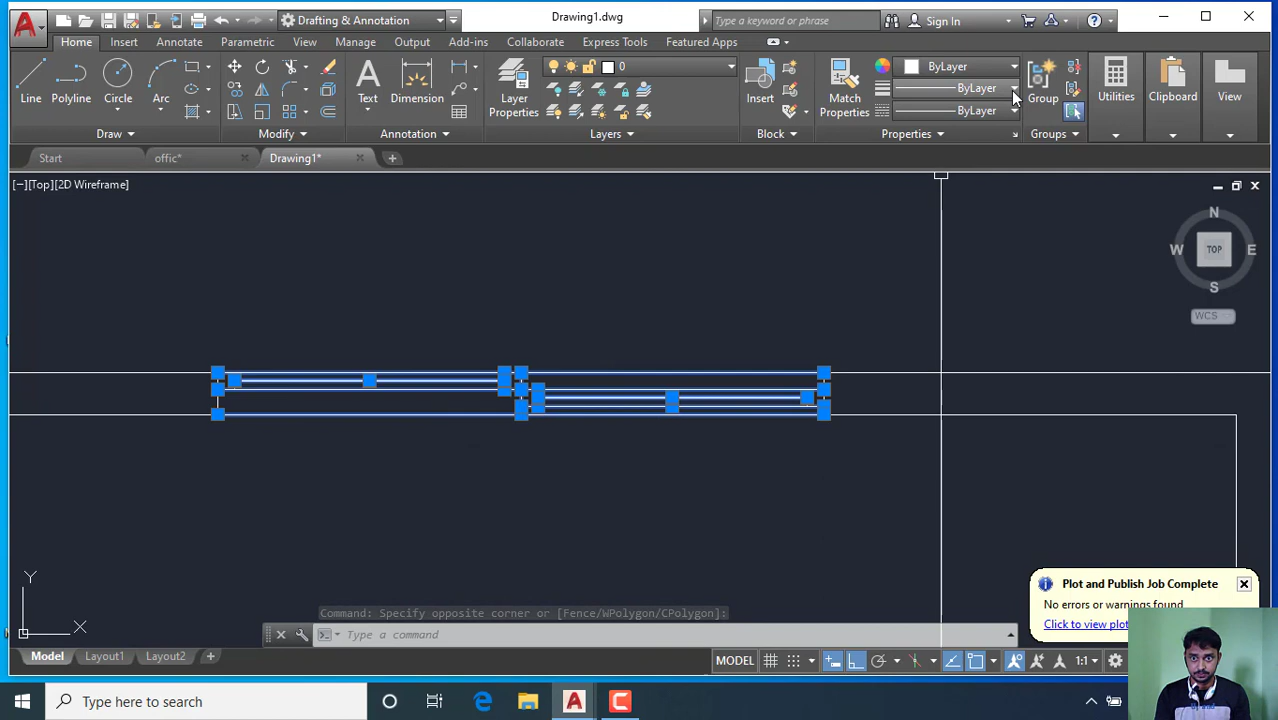 Drafting & Annotation
Drawing1.dwg
Type a keyword or phrase
Sign In
Home Insert Annotate Parametric View Manage Output Add-ins Collaborate Express Tools Featured Apps
Line Polyline Circle Arc
Text Dimension
Layer Properties
0
Insert
Match Properties
ByLayer
ByLayer
ByLayer
Group
Utilities
Clipboard
View
Draw Modify Annotation Layers Block Properties Groups
Start offic* Drawing1*
[−][Top][2D Wireframe]
N
W TOP E
S
WCS
Y
X
Plot and Publish Job Complete
No errors or warnings found
Click to view plot
Command: Specify opposite corner or [Fence/WPolygon/CPolygon]:
Type a command
Model Layout1 Layout2
MODEL
1:1
Type here to search